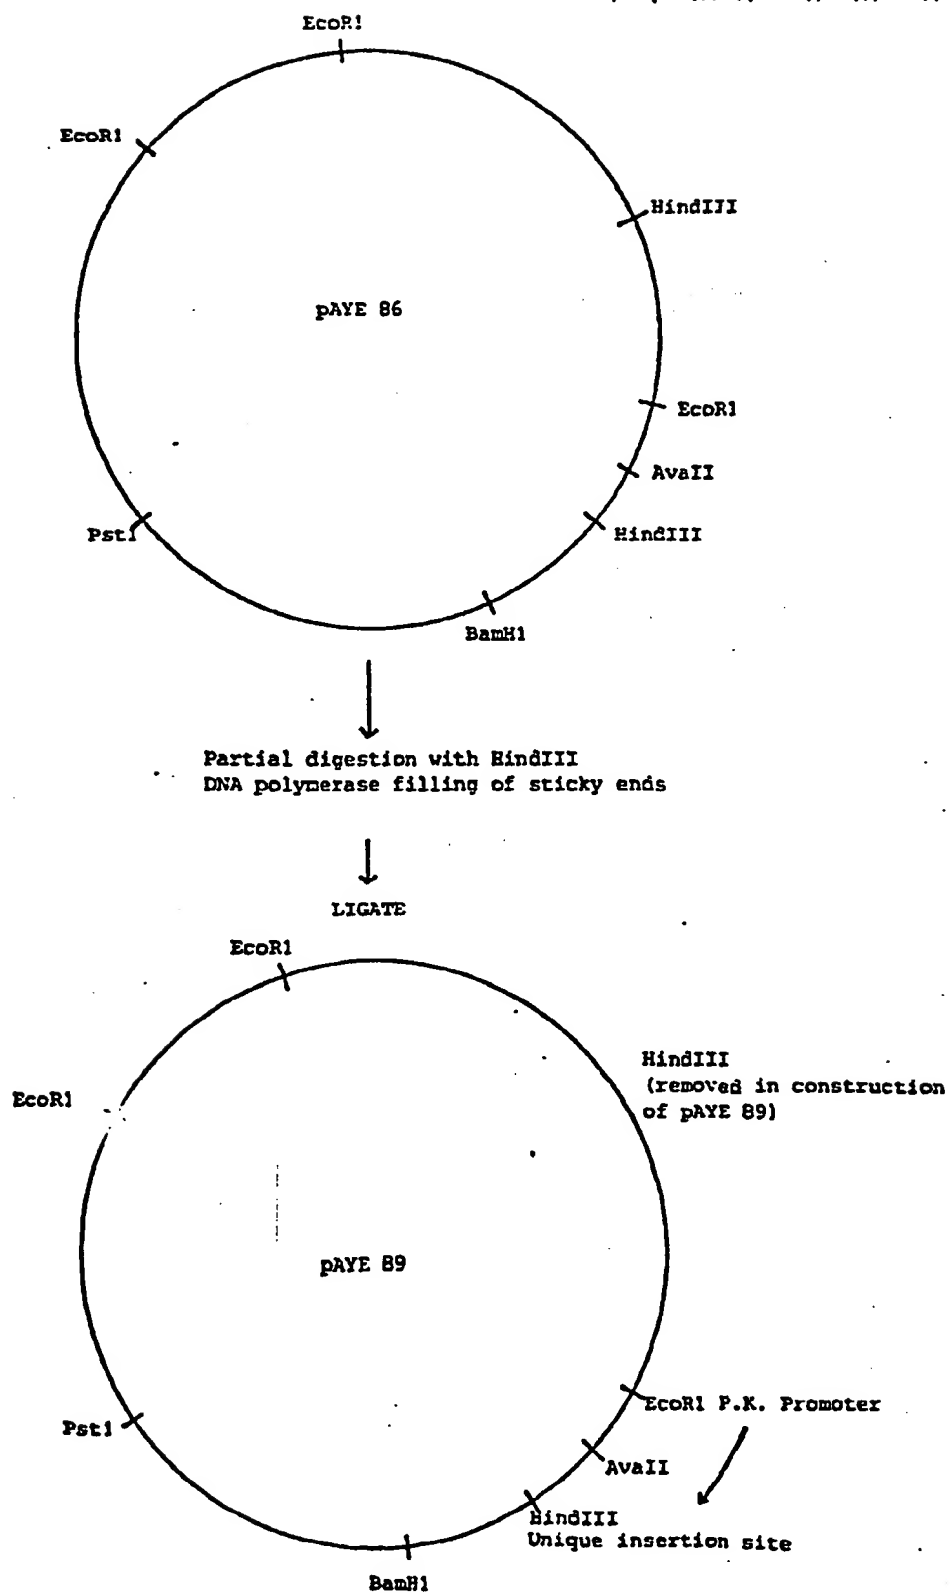 EcoR1
EcoR1
HindIII
pAYE 86
EcoR1
AvaII
Pst1
HindIII
BamH1
Partial digestion with HindIII
DNA polymerase filling of sticky ends
LIGATE
EcoR1
HindIII
(removed in construction
of pAYE 89)
EcoR1
pAYE 89
EcoR1 P.K. Promoter
Pst1
AvaII
HindIII
Unique insertion site
BamH1